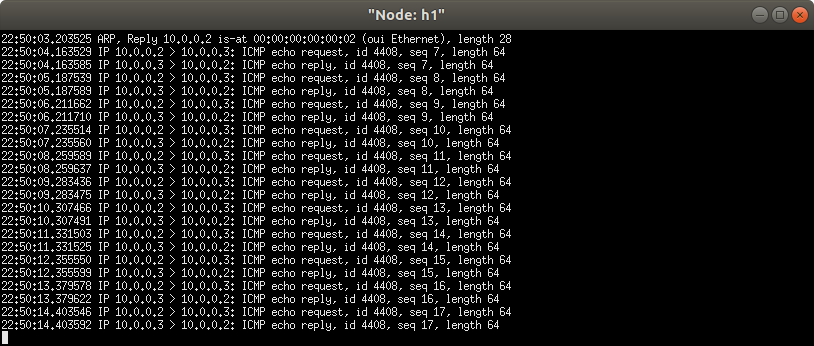 "Node: h1"
22:50:03.203525 ARP, Reply 10.0.0.2 is-at 00:00:00:00:00:02 (oui Ethernet), length 28
22:50:04.163529 IP 10.0.0.2 > 10.0.0.3: ICMP echo request, id 4408, seq 7, length 64
22:50:04.163585 IP 10.0.0.3 > 10.0.0.2: ICMP echo reply, id 4408, seq 7, length 64
22:50:05.187539 IP 10.0.0.2 > 10.0.0.3: ICMP echo request, id 4408, seq 8, length 64
22:50:05.187589 IP 10.0.0.3 > 10.0.0.2: ICMP echo reply, id 4408, seq 8, length 64
22:50:06.211662 IP 10.0.0.2 > 10.0.0.3: ICMP echo request, id 4408, seq 9, length 64
22:50:06.211710 IP 10.0.0.3 > 10.0.0.2: ICMP echo reply, id 4408, seq 9, length 64
22:50:07.235514 IP 10.0.0.2 > 10.0.0.3: ICMP echo request, id 4408, seq 10, length 64
22:50:07.235560 IP 10.0.0.3 > 10.0.0.2: ICMP echo reply, id 4408, seq 10, length 64
22:50:08.259589 IP 10.0.0.2 > 10.0.0.3: ICMP echo request, id 4408, seq 11, length 64
22:50:08.259637 IP 10.0.0.3 > 10.0.0.2: ICMP echo reply, id 4408, seq 11, length 64
22:50:09.283436 IP 10.0.0.2 > 10.0.0.3: ICMP echo request, id 4408, seq 12, length 64
22:50:09.283475 IP 10.0.0.3 > 10.0.0.2: ICMP echo reply, id 4408, seq 12, length 64
22:50:10.307466 IP 10.0.0.2 > 10.0.0.3: ICMP echo request, id 4408, seq 13, length 64
22:50:10.307491 IP 10.0.0.3 > 10.0.0.2: ICMP echo reply, id 4408, seq 13, length 64
22:50:11.331503 IP 10.0.0.2 > 10.0.0.3: ICMP echo request, id 4408, seq 14, length 64
22:50:11.331525 IP 10.0.0.3 > 10.0.0.2: ICMP echo reply, id 4408, seq 14, length 64
22:50:12.355550 IP 10.0.0.2 > 10.0.0.3: ICMP echo request, id 4408, seq 15, length 64
22:50:12.355599 IP 10.0.0.3 > 10.0.0.2: ICMP echo reply, id 4408, seq 15, length 64
22:50:13.379578 IP 10.0.0.2 > 10.0.0.3: ICMP echo request, id 4408, seq 16, length 64
22:50:13.379622 IP 10.0.0.3 > 10.0.0.2: ICMP echo reply, id 4408, seq 16, length 64
22:50:14.403546 IP 10.0.0.2 > 10.0.0.3: ICMP echo request, id 4408, seq 17, length 64
22:50:14.403592 IP 10.0.0.3 > 10.0.0.2: ICMP echo reply, id 4408, seq 17, length 64